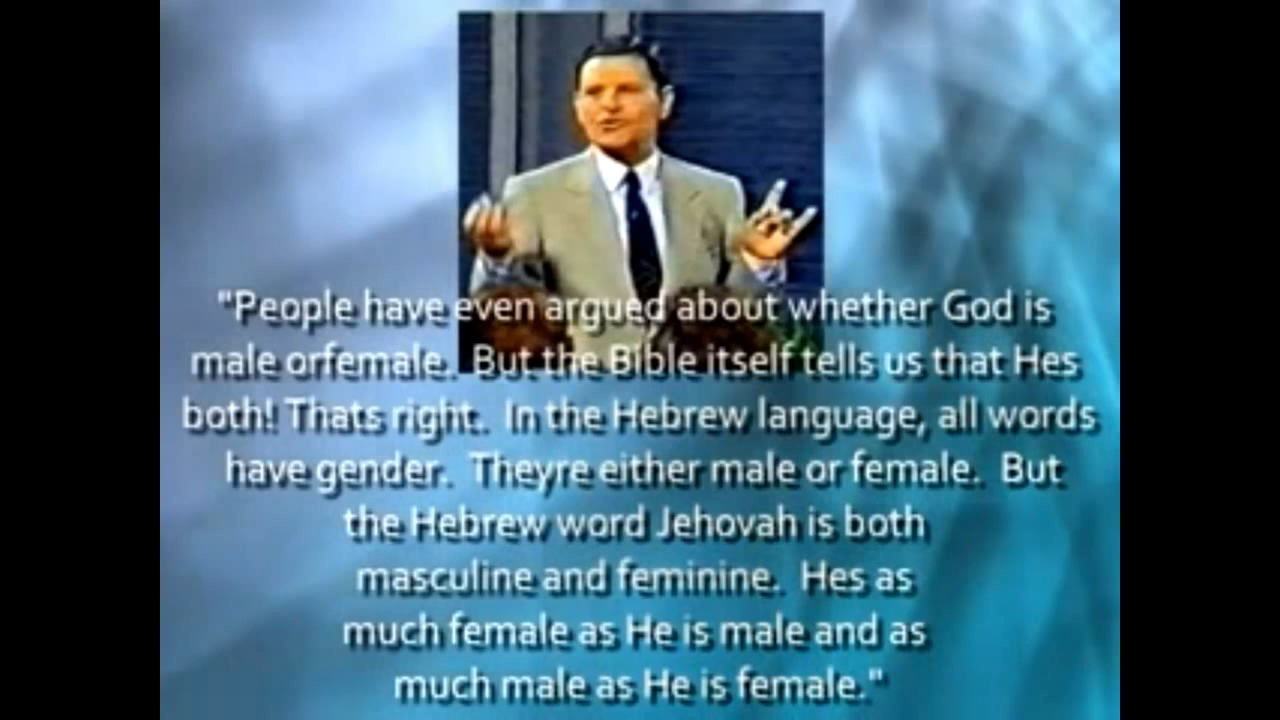 "People have even argued about whether God is
male orfemale. But the Bible itself tells us that Hes
both! Thats right. In the Hebrew language, all words
have gender. Theyre either male or female. But
the Hebrew word Jehovah is both
masculine and feminine. Hes as
much female as He is male and as
much male as He is female."